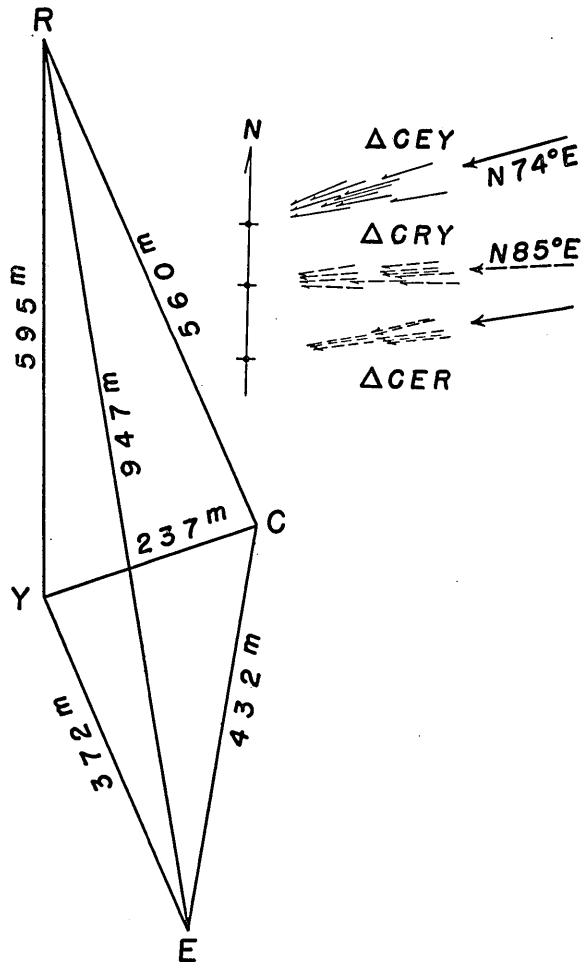 R
N
ΔCEY
N74°E
ΔCRY
N85°E
ΔCER
595m
560m
947m
237m
C
Y
432m
372m
E